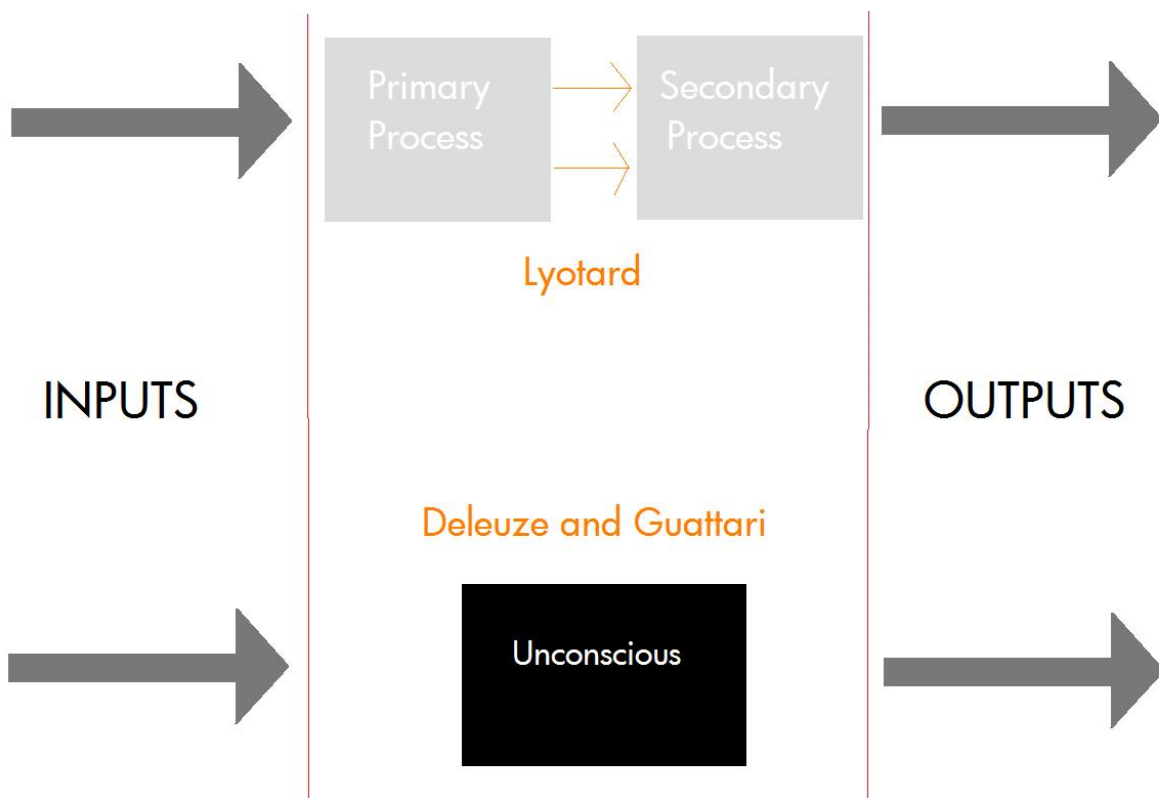 Primary
Process
Secondary
Process
Lyotard
INPUTS
OUTPUTS
Deleuze and Guattari
Unconscious